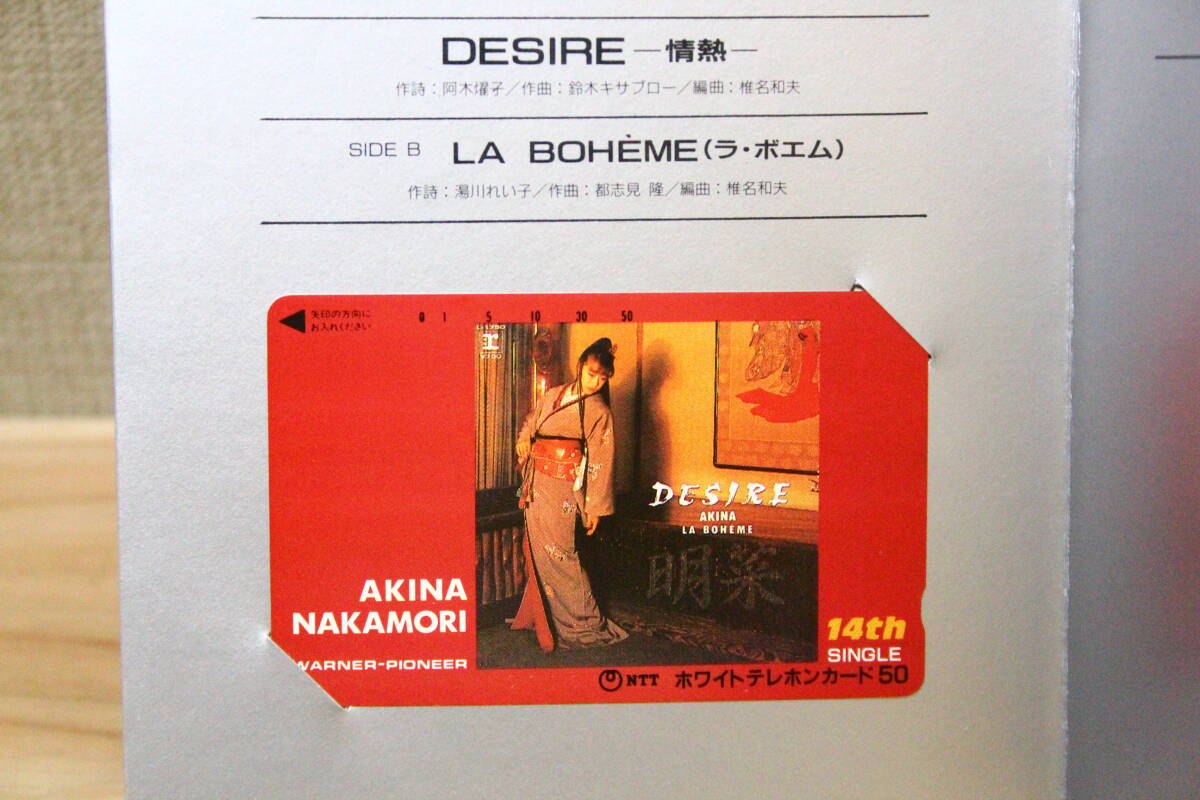 DESIRE―情熱―
作詩：阿木燿子／作曲：鈴木キサブロー／編曲：椎名和夫
SIDE B LA BOHÈME(ラ・ボエム)
作詩：湯川れい子／作曲：都志見 隆／編曲：椎名和夫
矢印の方向に
お入れください
0 1 5 10 30 50
L-1750
¥700
DESIRE
AKINA
LA BOHEME
明菜
AKINA
NAKAMORI
WARNER-PIONEER
14th
SINGLE
NTT ホワイトテレホンカード50